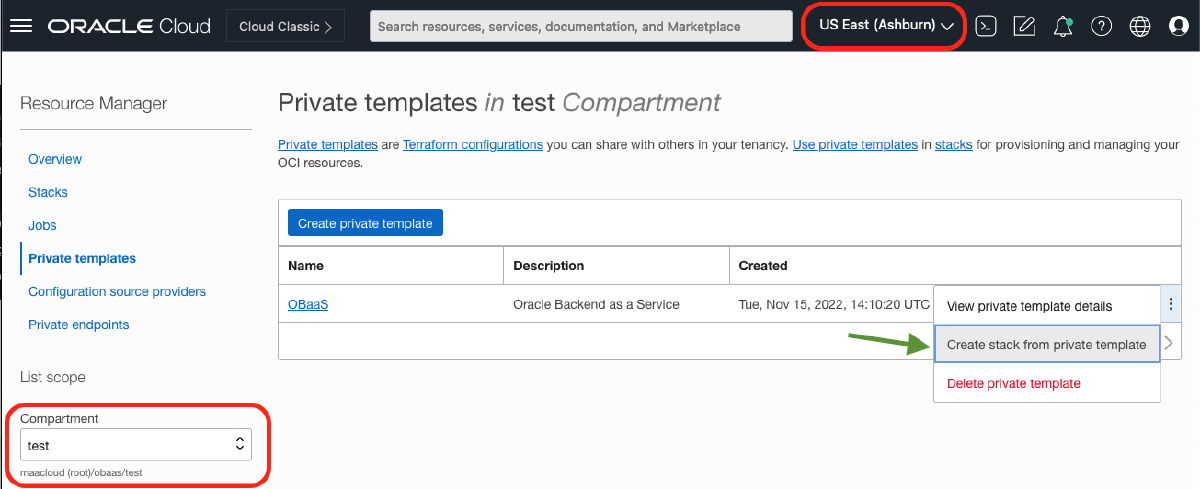 ORACLE Cloud
Cloud Classic >
Search resources, services, documentation, and Marketplace
US East (Ashburn)
Resource Manager
Overview
Stacks
Jobs
Private templates
Configuration source providers
Private endpoints
List scope
Compartment
test
maacloud (root)/obaas/test
Private templates in test Compartment
Private templates are Terraform configurations you can share with others in your tenancy. Use private templates in stacks for provisioning and managing your
OCI resources.
Create private template
Name Description Created
OBaaS Oracle Backend as a Service Tue, Nov 15, 2022, 14:10:20 UTC
View private template details
Create stack from private template
Delete private template